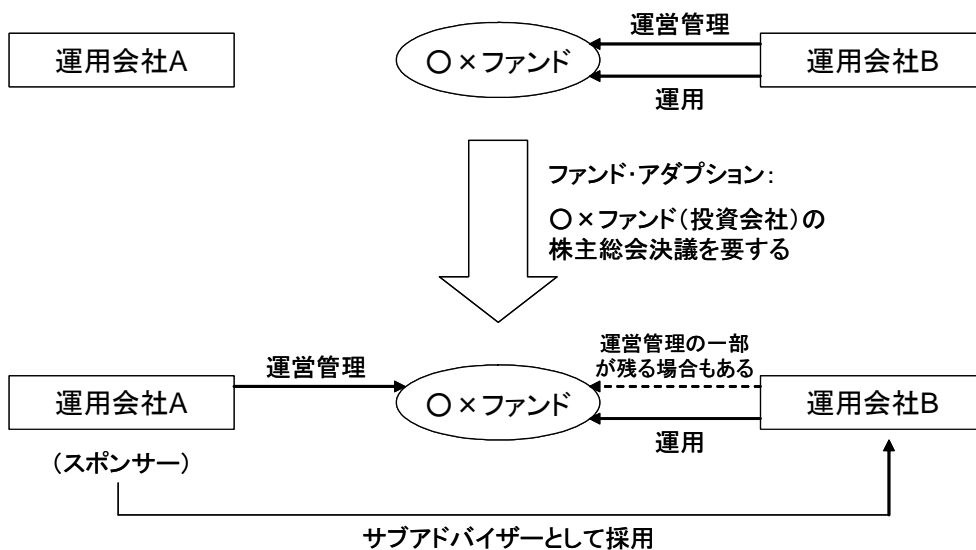 運営管理
運用会社A
〇×ファンド
運用会社B
運用
ファンド・アダプション:
〇×ファンド(投資会社)の
株主総会決議を要する
運営管理の一部
が残る場合もある
運営管理
運用会社A
〇×ファンド
運用会社B
運用
(スポンサー)
サブアドバイザーとして採用